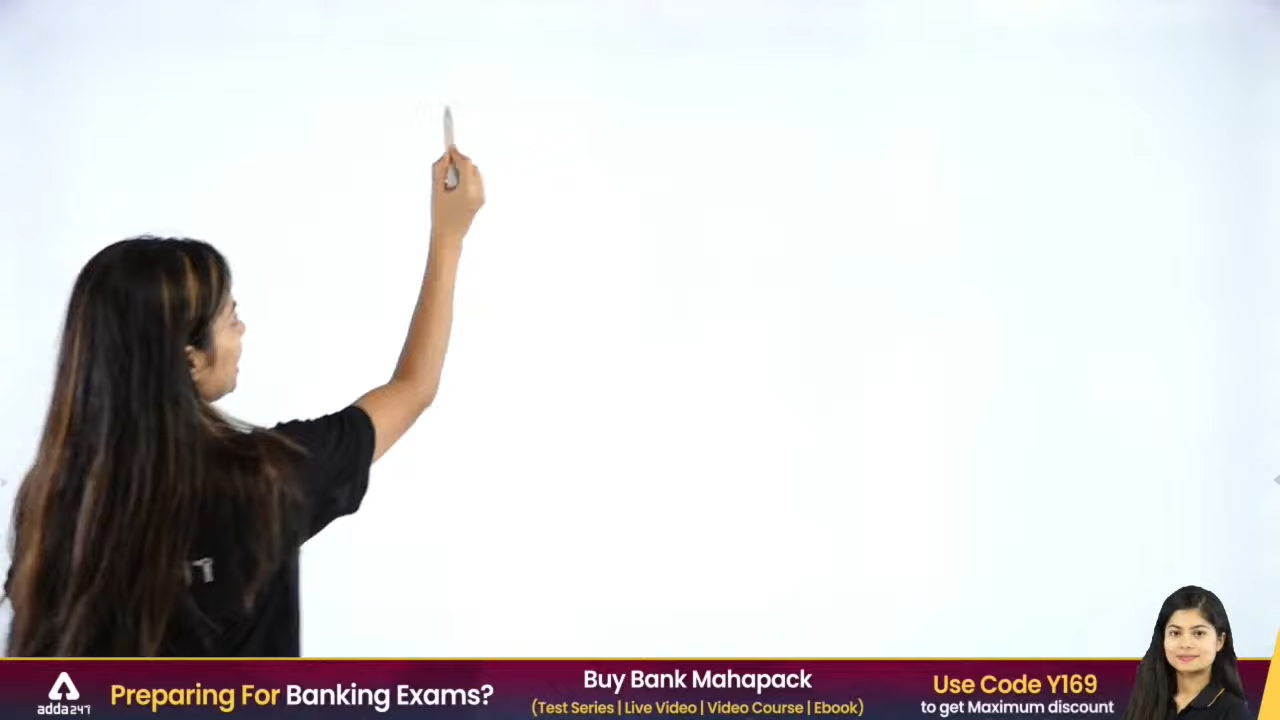 adda247
Preparing For Banking Exams?
Buy Bank Mahapack
(Test Series | Live Video | Video Course | Ebook)
Use Code Y169
to get Maximum discount